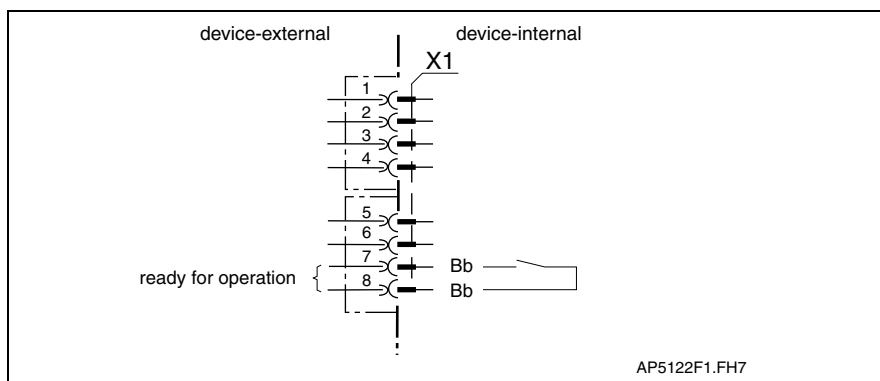 device-external
device-internal
X1
1
2
3
4
5
6
7
8
ready for operation
Bb
Bb
AP5122F1.FH7